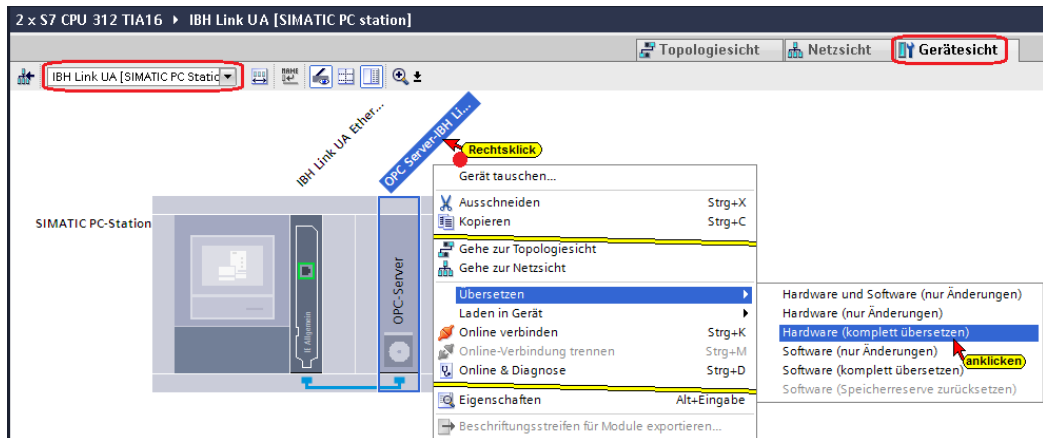 2 x S7 CPU 312 TIA16 ▸ IBH Link UA [SIMATIC PC station]
Topologiesicht Netzsicht Gerätesicht
IBH Link UA [SIMATIC PC Static
IBH Link UA Ether...
OPC Server-IBH Li...
Rechtsklick
SIMATIC PC-Station
IE Allgemein
OPC-Server
Gerät tauschen...
Ausschneiden Strg+X
Kopieren Strg+C
Gehe zur Topologiesicht
Gehe zur Netzsicht
Übersetzen
Laden in Gerät
Online verbinden Strg+K
Online-Verbindung trennen Strg+M
Online & Diagnose Strg+D
Eigenschaften Alt+Eingabe
Beschriftungsstreifen für Module exportieren...
Hardware und Software (nur Änderungen)
Hardware (nur Änderungen)
Hardware (komplett übersetzen)
Software (nur Änderungen)
anklicken
Software (komplett übersetzen)
Software (Speicherreserve zurücksetzen)